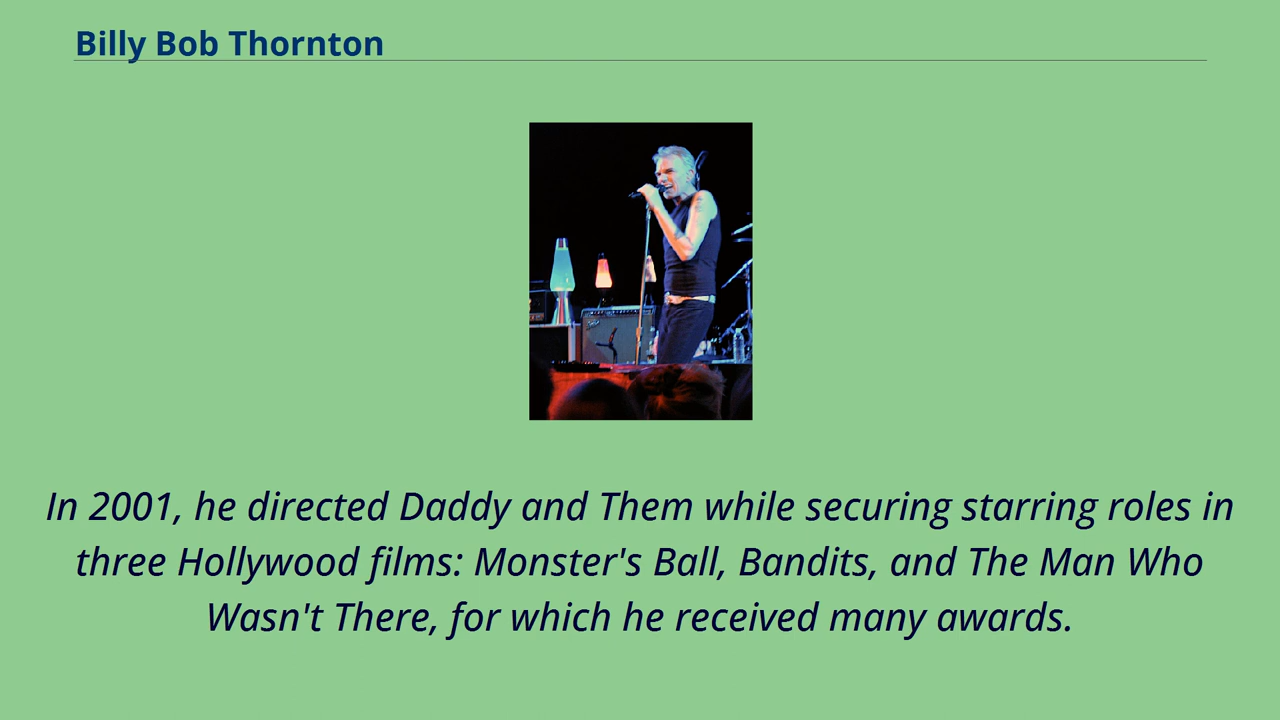 Billy Bob Thornton
In 2001, he directed Daddy and Them while securing starring roles in
three Hollywood films: Monster's Ball, Bandits, and The Man Who
Wasn't There, for which he received many awards.